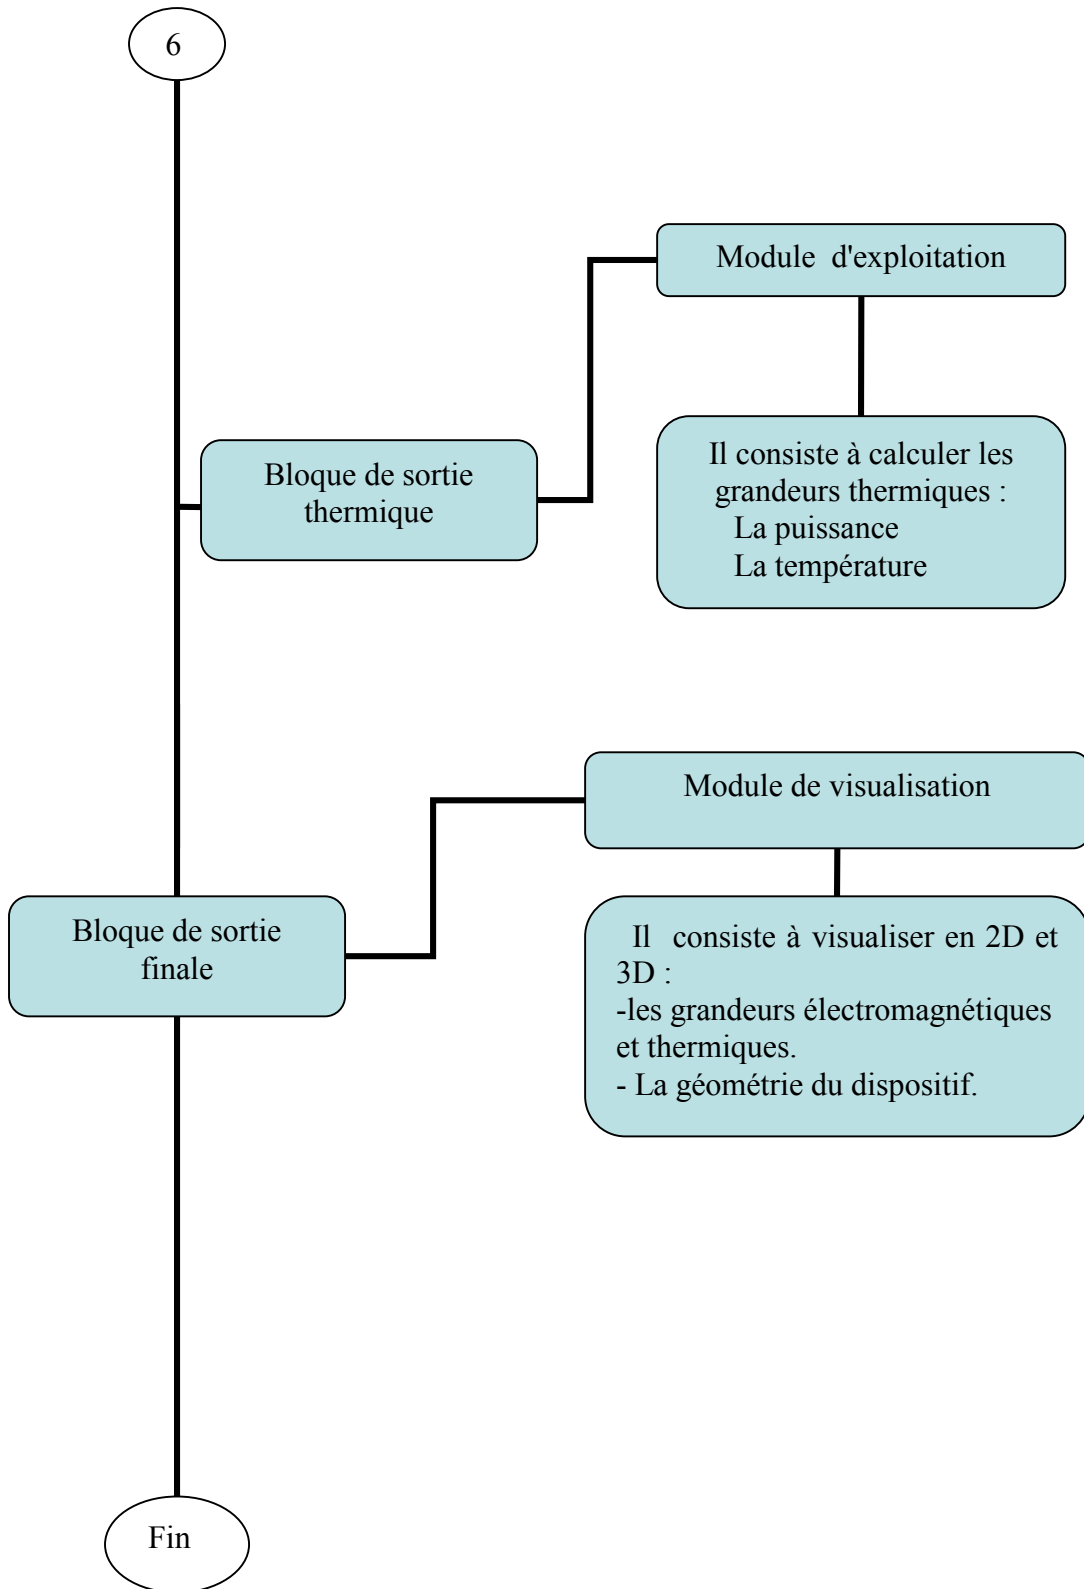 6
Module d'exploitation
Il consiste à calculer les
grandeurs thermiques :
La puissance
La température
Bloque de sortie
thermique
Module de visualisation
Il consiste à visualiser en 2D et
3D :
-les grandeurs électromagnétiques
et thermiques.
- La géométrie du dispositif.
Bloque de sortie
finale
Fin